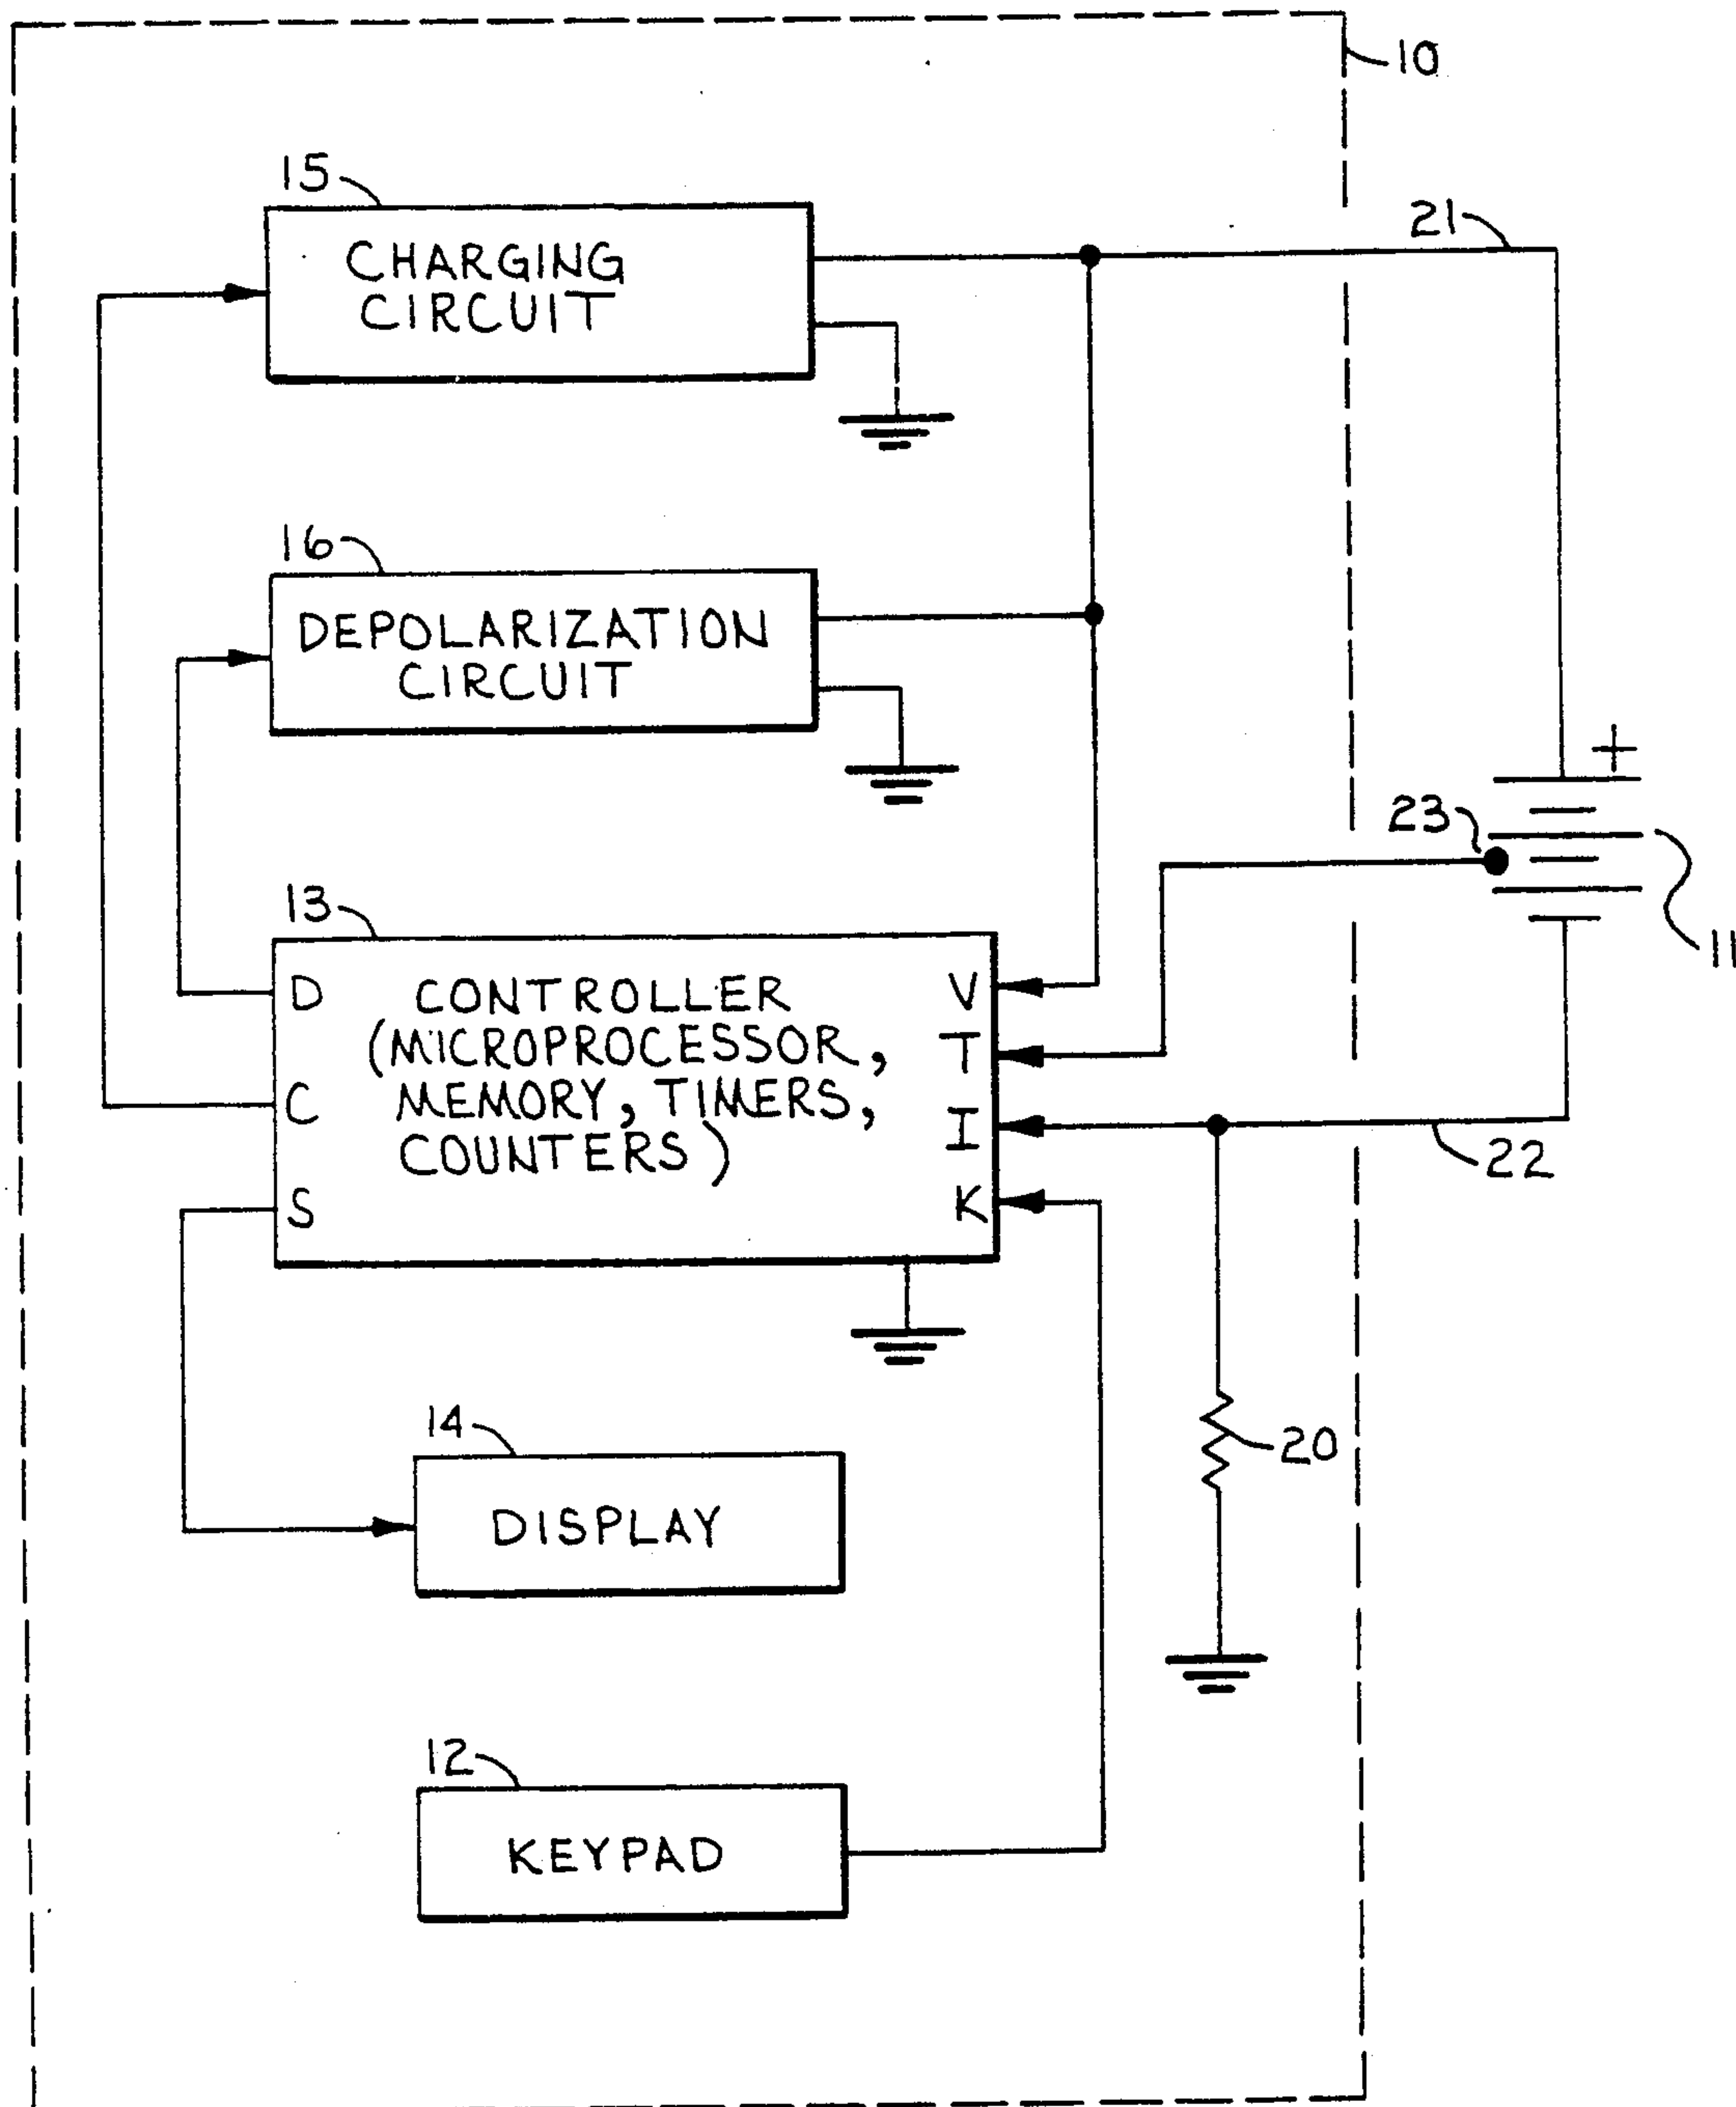 10
15
21
CHARGING
CIRCUIT
16
DEPOLARIZATION
CIRCUIT
+
23
11
13
D
CONTROLLER
(MICROPROCESSOR,
MEMORY, TIMERS,
COUNTERS)
C
S
V
T
I
K
22
14
DISPLAY
20
12
KEYPAD